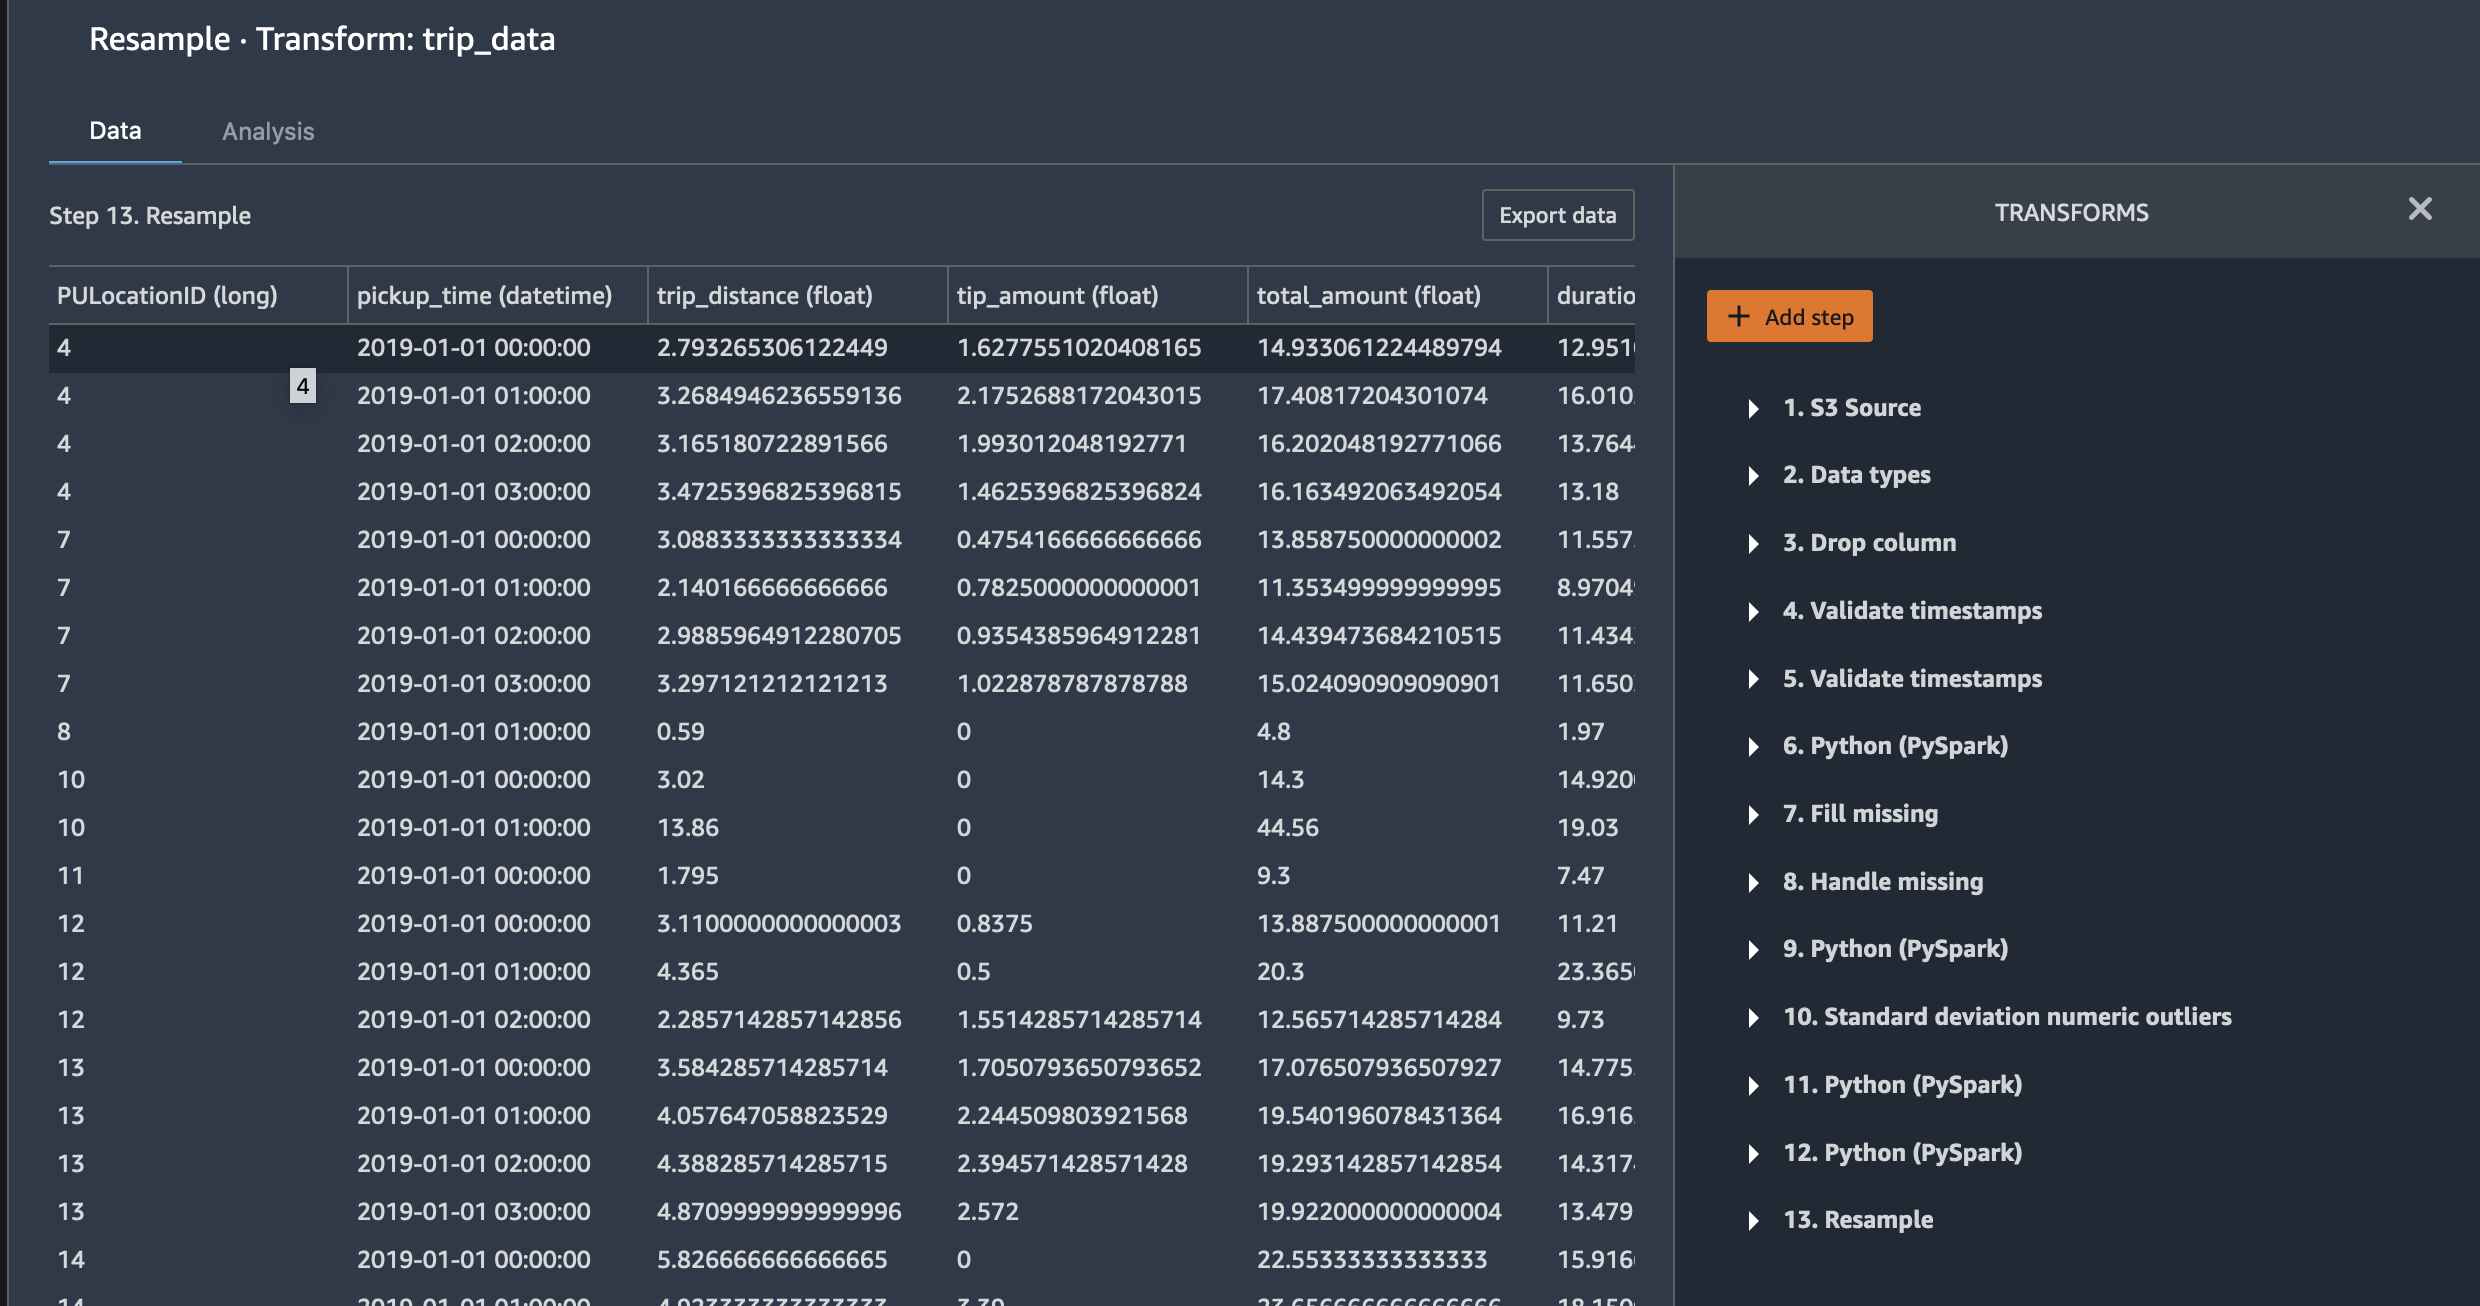 Resample · Transform: trip_data
Data Analysis
Step 13. Resample Export data
PULocationID (long) pickup_time (datetime) trip_distance (float) tip_amount (float) total_amount (float) duratio
4 2019-01-01 00:00:00 2.793265306122449 1.6277551020408165 14.933061224489794 12.951
4
4 2019-01-01 01:00:00 3.2684946236559136 2.1752688172043015 17.40817204301074 16.010
4 2019-01-01 02:00:00 3.165180722891566 1.993012048192771 16.202048192771066 13.764
4 2019-01-01 03:00:00 3.4725396825396815 1.4625396825396824 16.163492063492054 13.18
7 2019-01-01 00:00:00 3.0883333333333334 0.4754166666666666 13.858750000000002 11.557
7 2019-01-01 01:00:00 2.140166666666666 0.7825000000000001 11.353499999999995 8.9704
7 2019-01-01 02:00:00 2.9885964912280705 0.9354385964912281 14.439473684210515 11.434
7 2019-01-01 03:00:00 3.297121212121213 1.022878787878788 15.024090909090901 11.650
8 2019-01-01 01:00:00 0.59 0 4.8 1.97
10 2019-01-01 00:00:00 3.02 0 14.3 14.920
10 2019-01-01 01:00:00 13.86 0 44.56 19.03
11 2019-01-01 00:00:00 1.795 0 9.3 7.47
12 2019-01-01 00:00:00 3.1100000000000003 0.8375 13.887500000000001 11.21
12 2019-01-01 01:00:00 4.365 0.5 20.3 23.365
12 2019-01-01 02:00:00 2.2857142857142856 1.5514285714285714 12.565714285714284 9.73
13 2019-01-01 00:00:00 3.584285714285714 1.7050793650793652 17.076507936507927 14.775
13 2019-01-01 01:00:00 4.057647058823529 2.244509803921568 19.540196078431364 16.916
13 2019-01-01 02:00:00 4.388285714285715 2.394571428571428 19.293142857142854 14.317
13 2019-01-01 03:00:00 4.8709999999999996 2.572 19.922000000000004 13.479
14 2019-01-01 00:00:00 5.826666666666665 0 22.55333333333333 15.916
TRANSFORMS
Add step
1. S3 Source
2. Data types
3. Drop column
4. Validate timestamps
5. Validate timestamps
6. Python (PySpark)
7. Fill missing
8. Handle missing
9. Python (PySpark)
10. Standard deviation numeric outliers
11. Python (PySpark)
12. Python (PySpark)
13. Resample